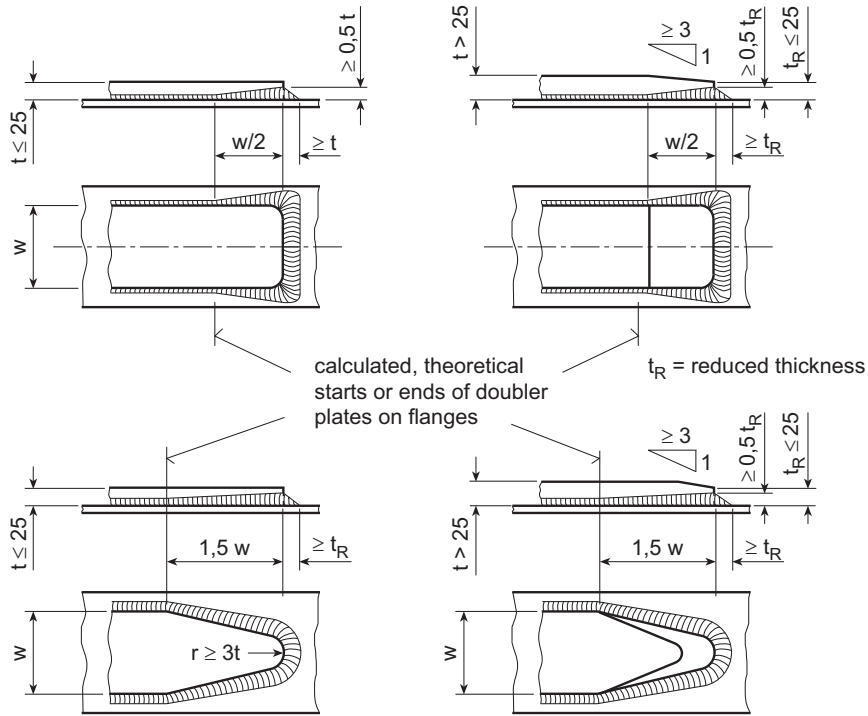 t ≤ 25
w/2
≥ t
≥ 0,5 t
w
t > 25
≥ 3
1
w/2
≥ t_R
≥ 0,5 t_R
t_R ≤ 25
calculated, theoretical
starts or ends of doubler
plates on flanges
t_R = reduced thickness
t ≤ 25
1,5 w
≥ t_R
w
r ≥ 3t
t > 25
≥ 3
1
1,5 w
≥ t_R
≥ 0,5 t_R
t_R ≤ 25
w